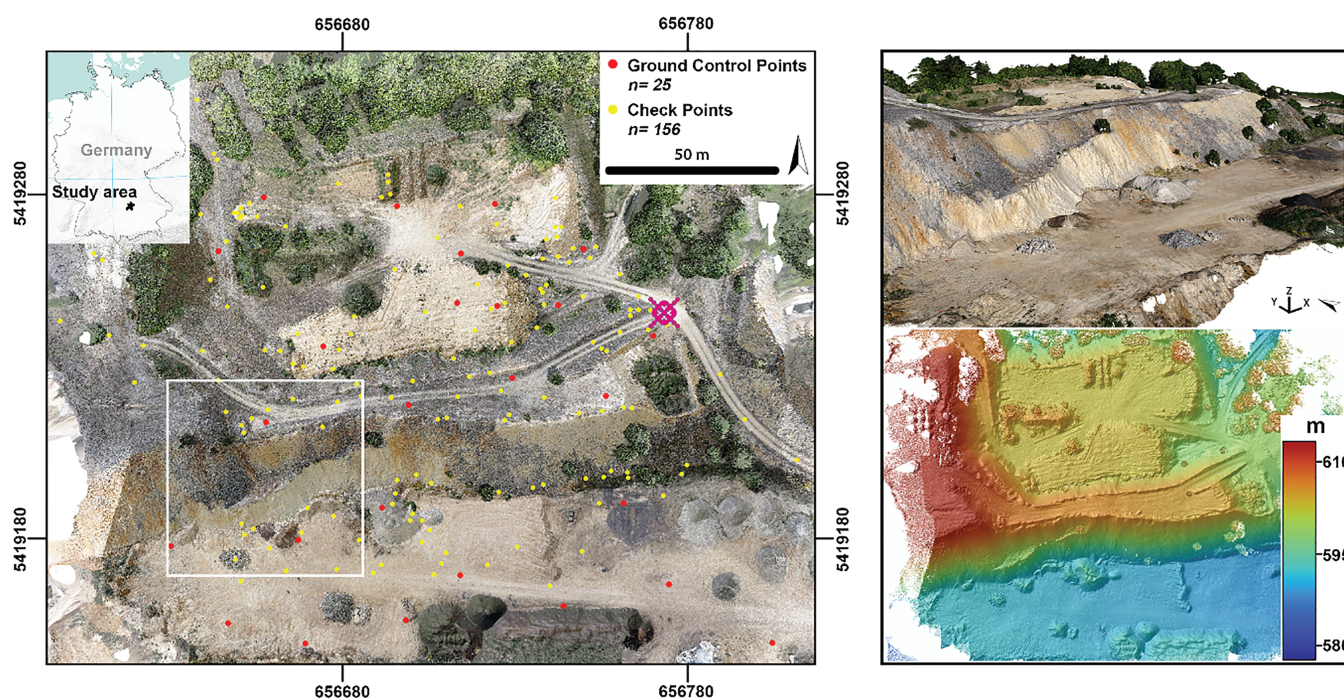 656680
656780
Ground Control Points
n= 25
Check Points
n= 156
50 m
Germany
Study area
5419280
5419280
5419180
5419180
656680
656780
Z
Y
X
m
595